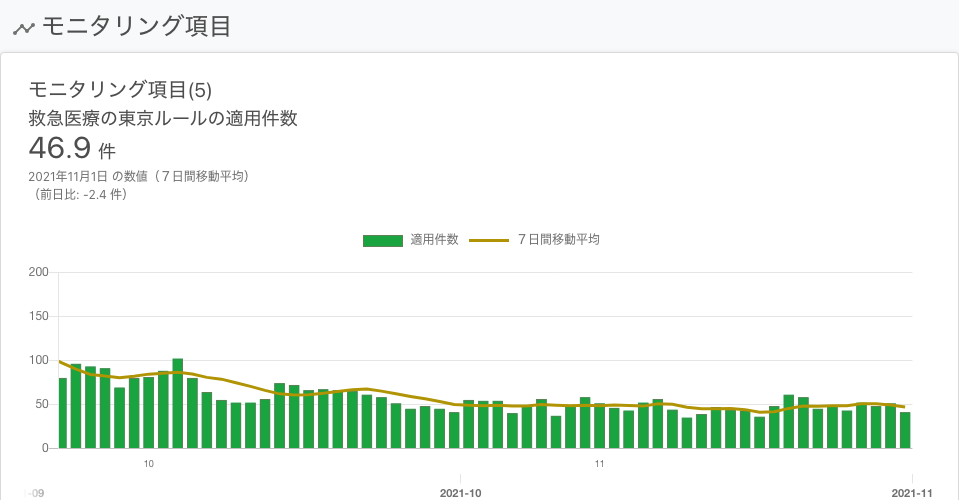 モニタリング項目
モニタリング項目(5)
救急医療の東京ルールの適用件数
46.9 件
2021年11月1日 の数値（７日間移動平均）
（前日比: -2.4 件）
適用件数 ７日間移動平均
200
150
100
50
0
10 11
-09 2021-10 2021-11